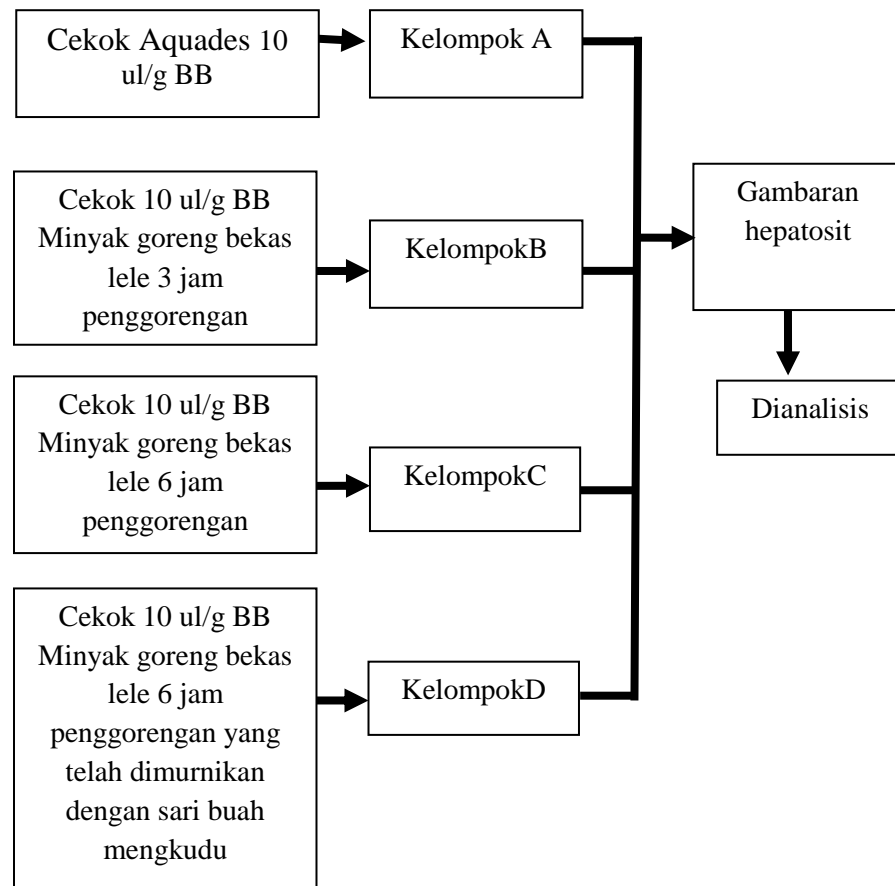 Cekok Aquades 10
ul/g BB
Kelompok A
Cekok 10 ul/g BB
Minyak goreng bekas
lele 3 jam
penggorengan
KelompokB
Gambaran
hepatosit
Cekok 10 ul/g BB
Minyak goreng bekas
lele 6 jam
penggorengan
KelompokC
Dianalisis
Cekok 10 ul/g BB
Minyak goreng bekas
lele 6 jam
penggorengan yang
telah dimurnikan
dengan sari buah
mengkudu
KelompokD